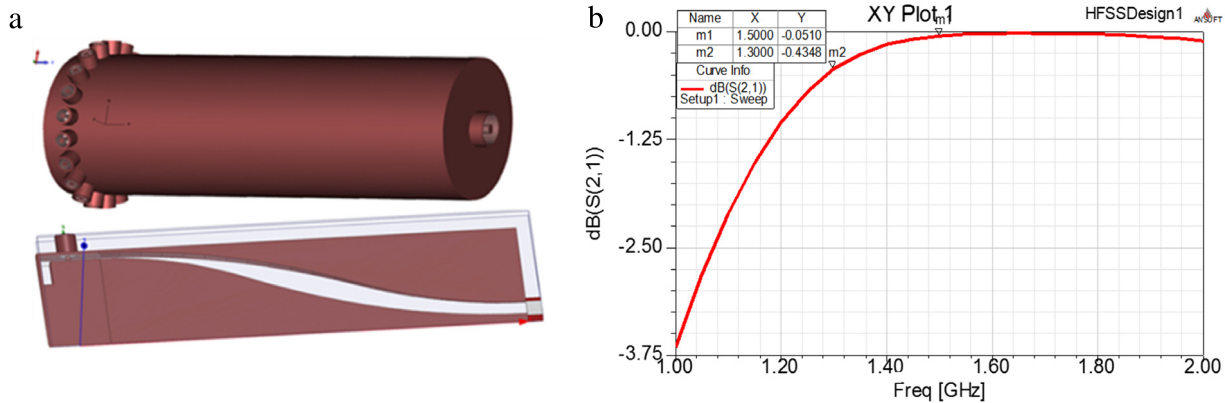 a
b
XY Plot 1
HFSSDesign1
ANSOFT
Name X Y
m1 1.5000 -0.0510
m2 1.3000 -0.4348
Curve Info
dB(S(2,1))
Setup1 : Sweep
m1
m2
0.00
-1.25
-2.50
-3.75
dB(S(2,1))
1.00 1.20 1.40 1.60 1.80 2.00
Freq [GHz]